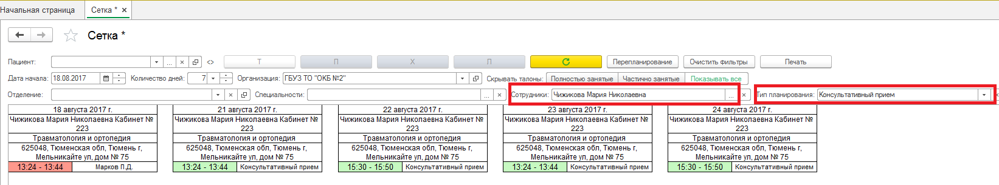 Начальная страница
Сетка * ×
Сетка *
Пациент: ... × <> Т П Х Л Перепланирование Очистить фильтры Печать
Дата начала: 18.08.2017 Количество дней: 7 Организация: ГБУЗ ТО "ОКБ №2" Скрывать талоны: Полностью занятые Частично занятые Показывать все
Отделение: × Специальности: ... × Сотрудники: Чижикова Мария Николаевна ... × Тип планирования: Консультативный прием
18 августа 2017 г.
Чижикова Мария Николаевна Кабинет №
223
Травматология и ортопедия
625048, Тюменская обл, Тюмень г,
Мельникайте ул, дом № 75
13:24 - 13:44 Марков П.Д.
21 августа 2017 г.
Чижикова Мария Николаевна Кабинет №
223
Травматология и ортопедия
625048, Тюменская обл, Тюмень г,
Мельникайте ул, дом № 75
13:24 - 13:44 Консультативный прием
22 августа 2017 г.
Чижикова Мария Николаевна Кабинет №
223
Травматология и ортопедия
625048, Тюменская обл, Тюмень г,
Мельникайте ул, дом № 75
15:30 - 15:50 Консультативный прием
23 августа 2017 г.
Чижикова Мария Николаевна Кабинет №
223
Травматология и ортопедия
625048, Тюменская обл, Тюмень г,
Мельникайте ул, дом № 75
13:24 - 13:44 Консультативный прием
24 августа 2017 г.
Чижикова Мария Николаевна Кабинет №
223
Травматология и ортопедия
625048, Тюменская обл, Тюмень г,
Мельникайте ул, дом № 75
15:30 - 15:50 Консультативный прием